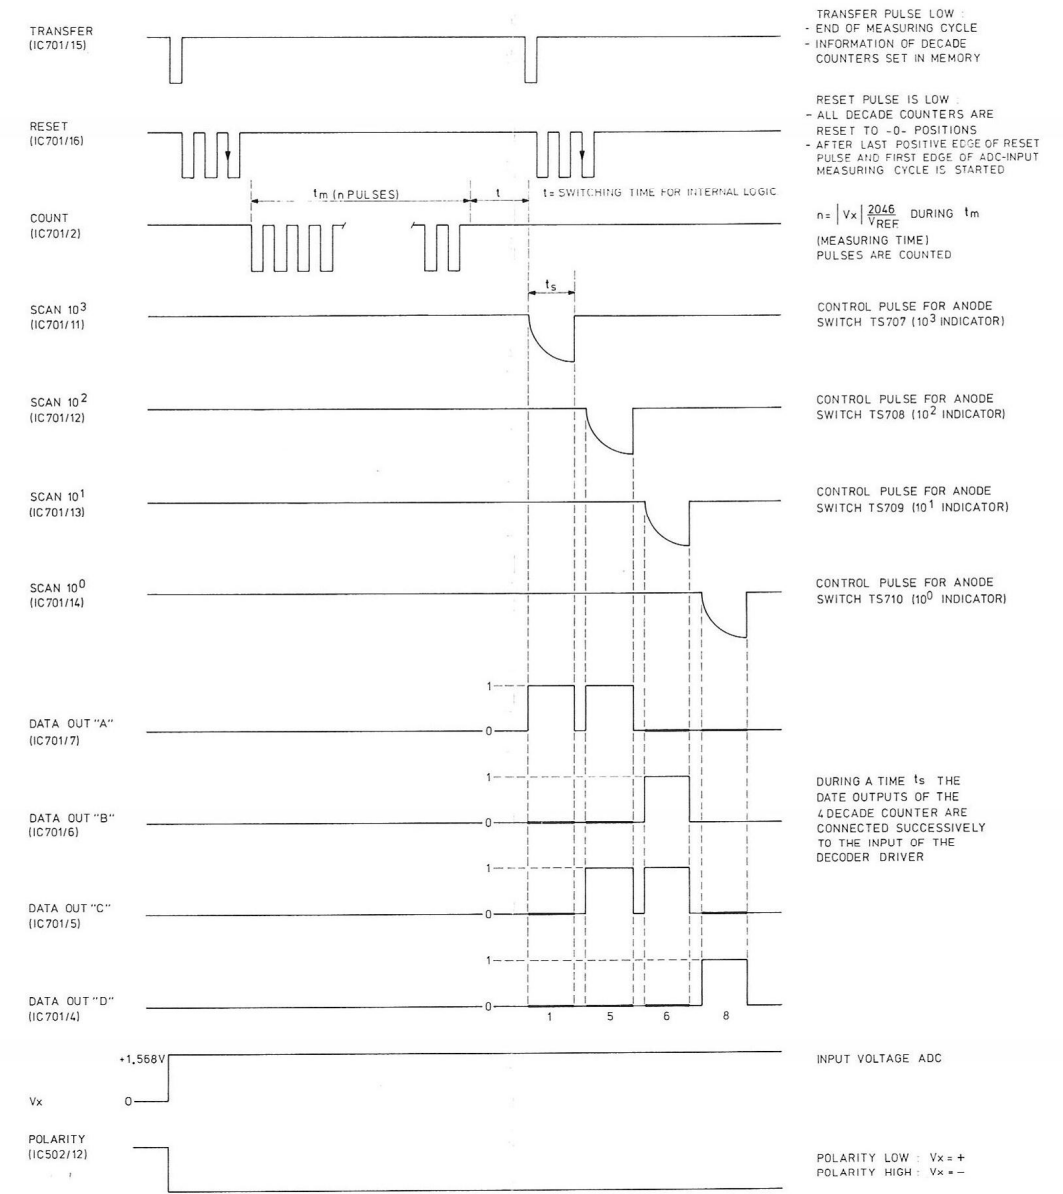 TRANSFER
(IC701/15)
TRANSFER PULSE LOW :
- END OF MEASURING CYCLE
- INFORMATION OF DECADE
COUNTERS SET IN MEMORY
RESET
(IC701/16)
RESET PULSE IS LOW :
- ALL DECADE COUNTERS ARE
RESET TO -0- POSITIONS
- AFTER LAST POSITIVE EDGE OF RESET
PULSE AND FIRST EDGE OF ADC-INPUT
MEASURING CYCLE IS STARTED
tm (n PULSES)
t
t = SWITCHING TIME FOR INTERNAL LOGIC
COUNT
(IC701/2)
n = |Vx| 2046/VREF. DURING tm
(MEASURING TIME)
PULSES ARE COUNTED
ts
SCAN 10³
(IC701/11)
CONTROL PULSE FOR ANODE
SWITCH TS707 (10³ INDICATOR)
SCAN 10²
(IC701/12)
CONTROL PULSE FOR ANODE
SWITCH TS708 (10² INDICATOR)
SCAN 10¹
(IC701/13)
CONTROL PULSE FOR ANODE
SWITCH TS709 (10¹ INDICATOR)
SCAN 10⁰
(IC701/14)
CONTROL PULSE FOR ANODE
SWITCH TS710 (10⁰ INDICATOR)
1
DATA OUT "A"
(IC701/7)
0
1
DATA OUT "B"
(IC701/6)
0
DURING A TIME ts THE
DATE OUTPUTS OF THE
4 DECADE COUNTER ARE
CONNECTED SUCCESSIVELY
TO THE INPUT OF THE
DECODER DRIVER
1
DATA OUT "C"
(IC701/5)
0
1
DATA OUT "D"
(IC701/4)
0
1 5 6 8
+1,568V
INPUT VOLTAGE ADC
Vx
0
POLARITY
(IC502/12)
POLARITY LOW : Vx = +
POLARITY HIGH : Vx = -